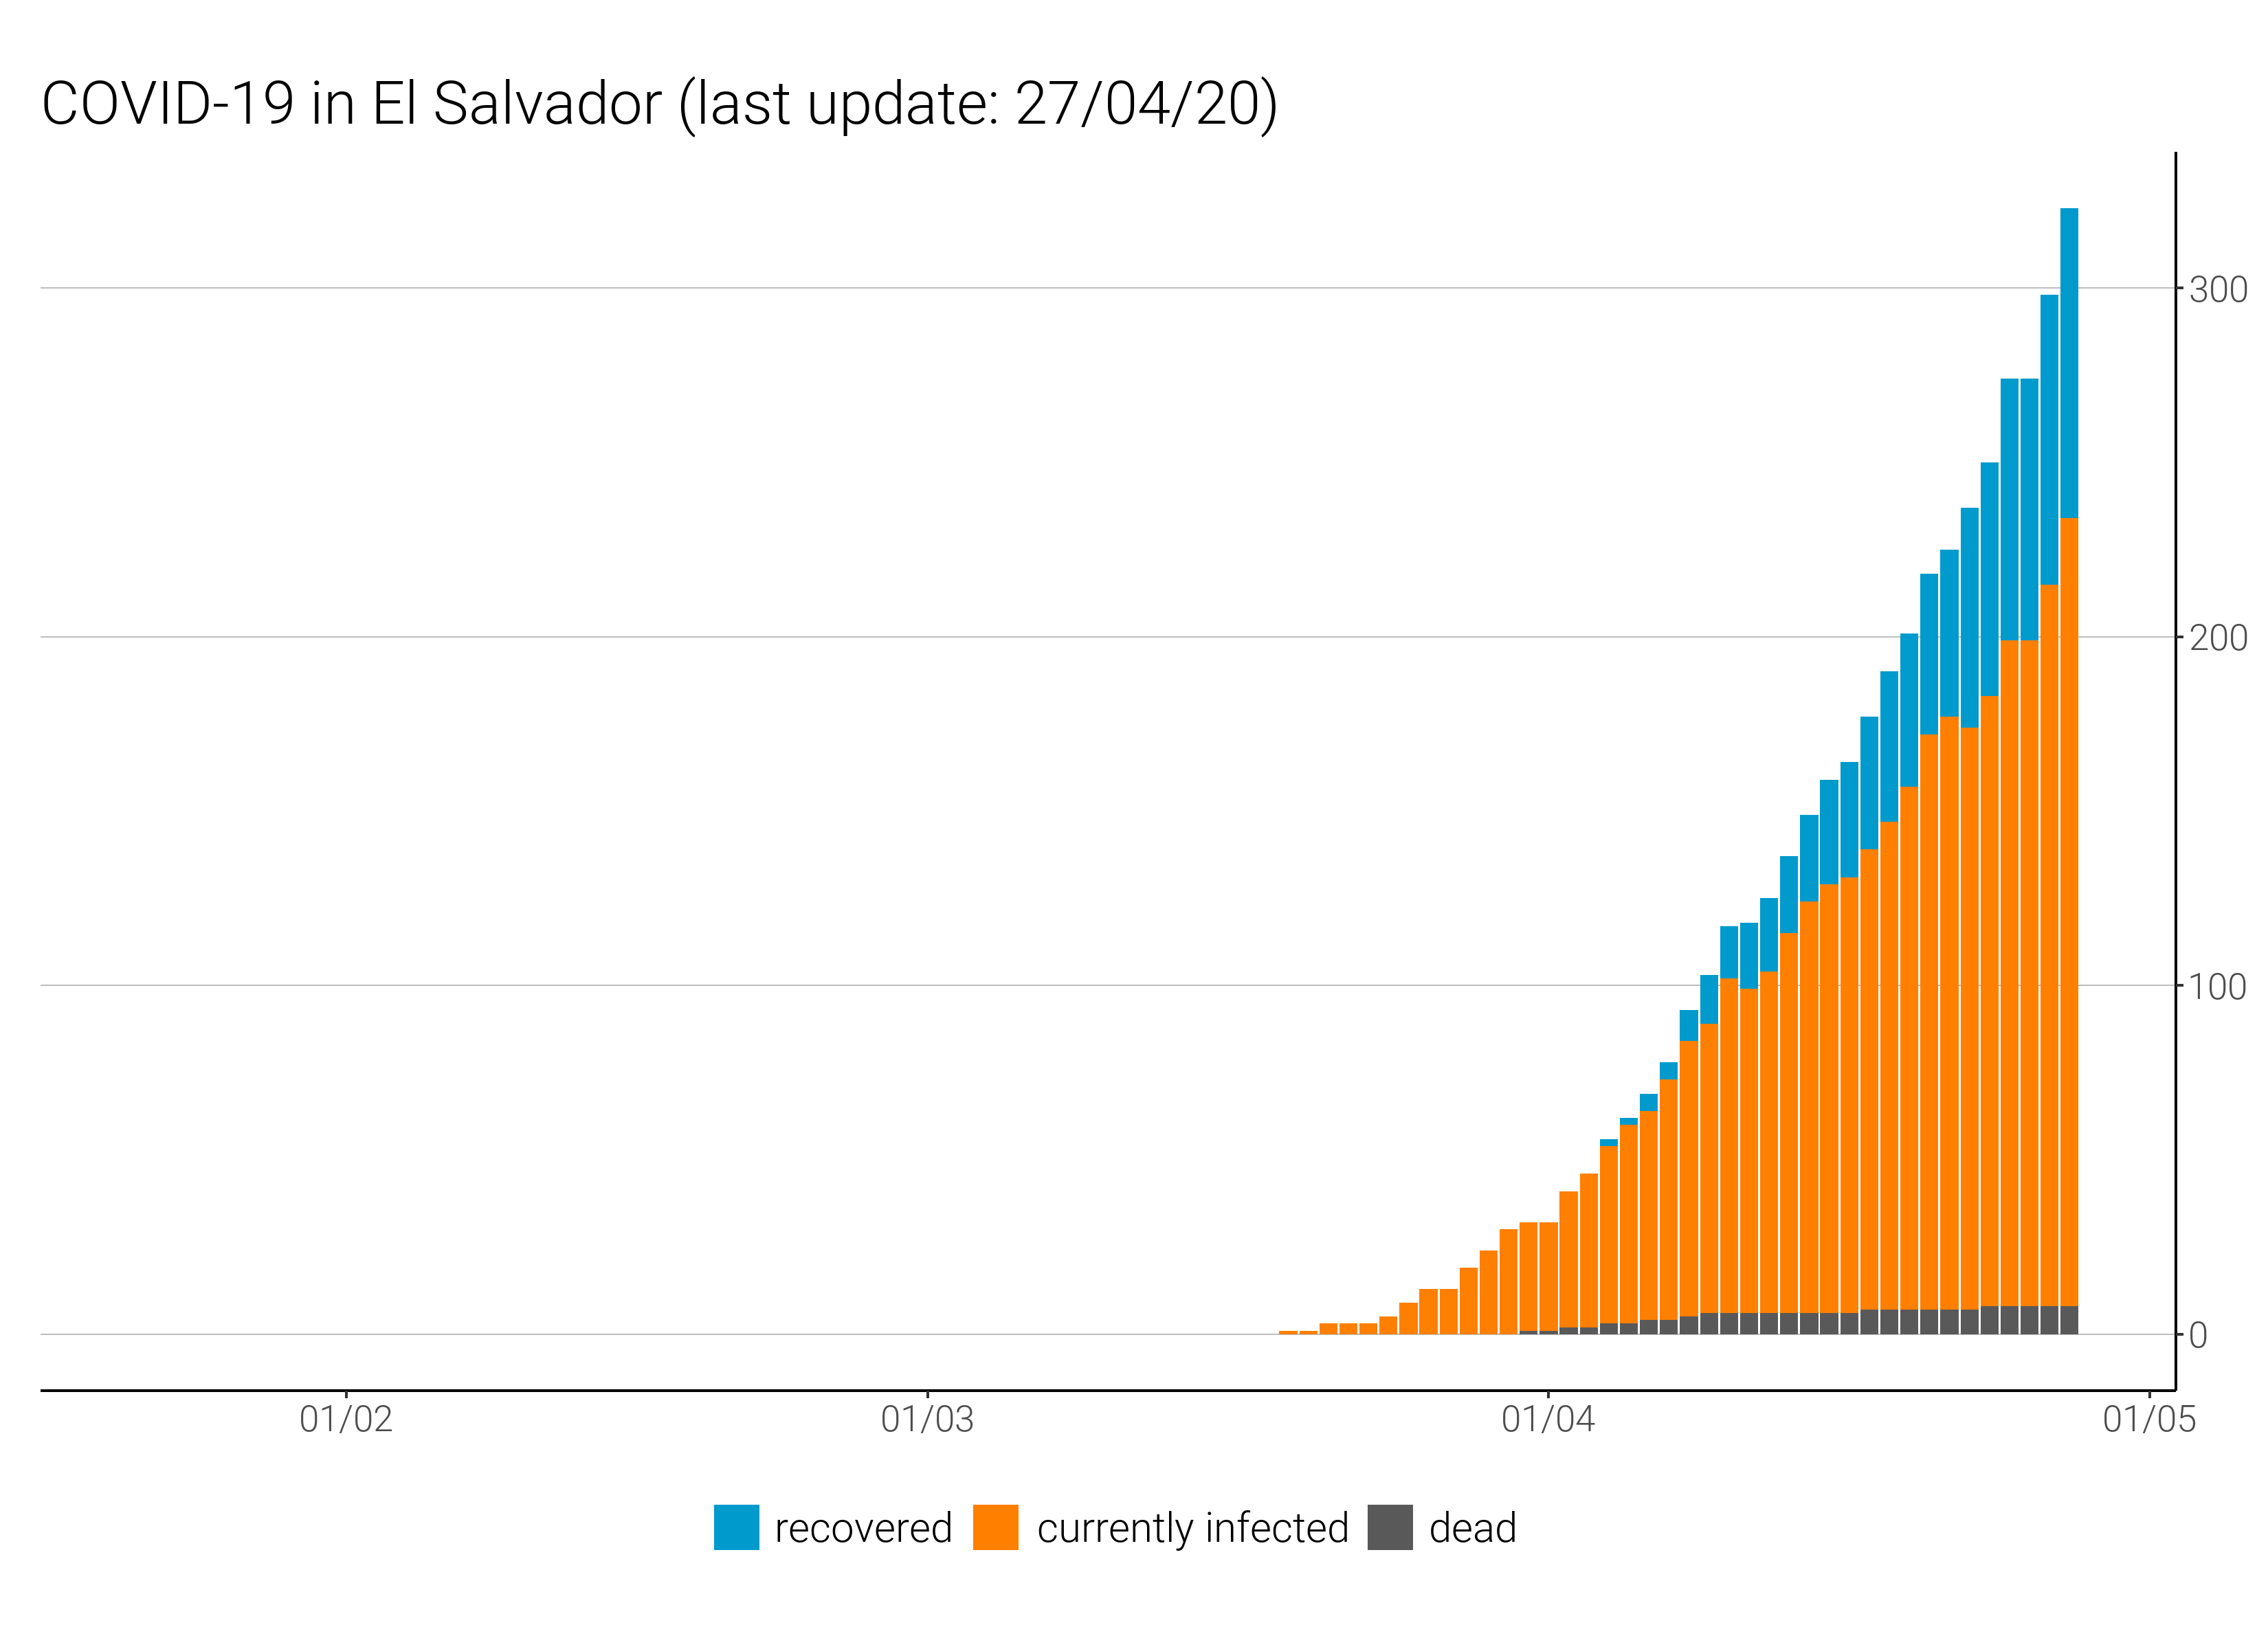 COVID-19 in El Salvador (last update: 27/04/20)
300
200
100
0
01/02 01/03 01/04 01/05
recovered currently infected dead